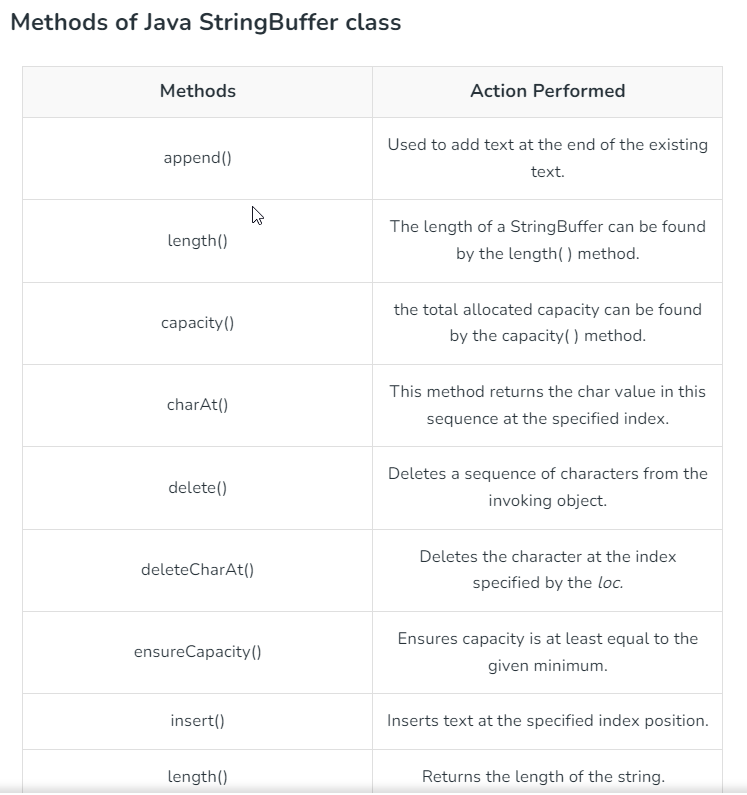 Methods of Java StringBuffer class
Methods
Action Performed
append()
Used to add text at the end of the existing
text.
length()
The length of a StringBuffer can be found
by the length( ) method.
capacity()
the total allocated capacity can be found
by the capacity( ) method.
charAt()
This method returns the char value in this
sequence at the specified index.
delete()
Deletes a sequence of characters from the
invoking object.
deleteCharAt()
Deletes the character at the index
specified by the loc.
ensureCapacity()
Ensures capacity is at least equal to the
given minimum.
insert()
Inserts text at the specified index position.
length()
Returns the length of the string.